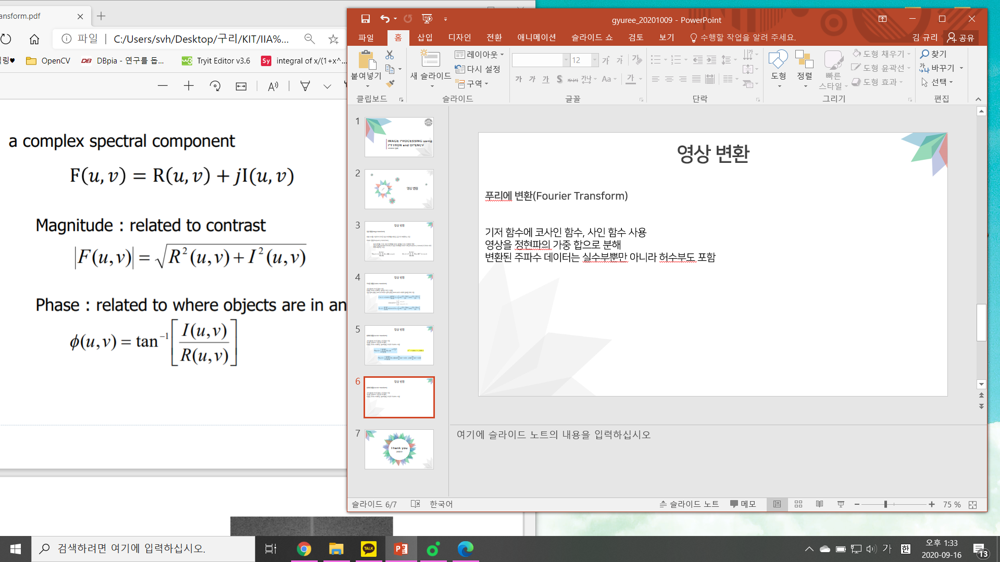 ansform.pdf
파일
C:/Users/svh/Desktop/구리/KIT/IIA%...
링♥
OpenCV
DBpia - 연구를 돕...
Tryit Editor v3.6
integral of x/(1+x^...
a complex spectral component
F(u, v) = R(u, v) + jI(u, v)
Magnitude : related to contrast
|F(u,v)| = √R²(u,v) + I²(u,v)
Phase : related to where objects are in an
ϕ(u,v) = tan⁻¹[I(u,v)/R(u,v)]
gyuree_20201009 - PowerPoint
파일 홈 삽입 디자인 전환 애니메이션 슬라이드 쇼 검토 보기 수행할 작업을 알려 주세요. 김 규리 공유
붙여넣기
클립보드
새 슬라이드
레이아웃
다시 설정
구역
슬라이드
12
가 가 가 S 가나다 간낙 Aa 가
글꼴
단락
도형
정렬
빠른
스타일
도형 채우기
도형 윤곽선
도형 효과
그리기
찾기
바꾸기
선택
편집
1
IMAGE PROCESSING using
PYTHON and OPENCV
2
영상 변환
3
영상 변환
4
영상 변환
5
영상 변환
6
영상 변환
7
Thank you
영상 변환
푸리에 변환(Fourier Transform)
기저 함수에 코사인 함수, 사인 함수 사용
영상을 정현파의 가중 합으로 분해
변환된 주파수 데이터는 실수부뿐만 아니라 허수부도 포함
여기에 슬라이드 노트의 내용을 입력하십시오
슬라이드 6/7
한국어
슬라이드 노트
메모
75 %
검색하려면 여기에 입력하십시오.
TALK
가
한
오후 1:33
2020-09-16
13